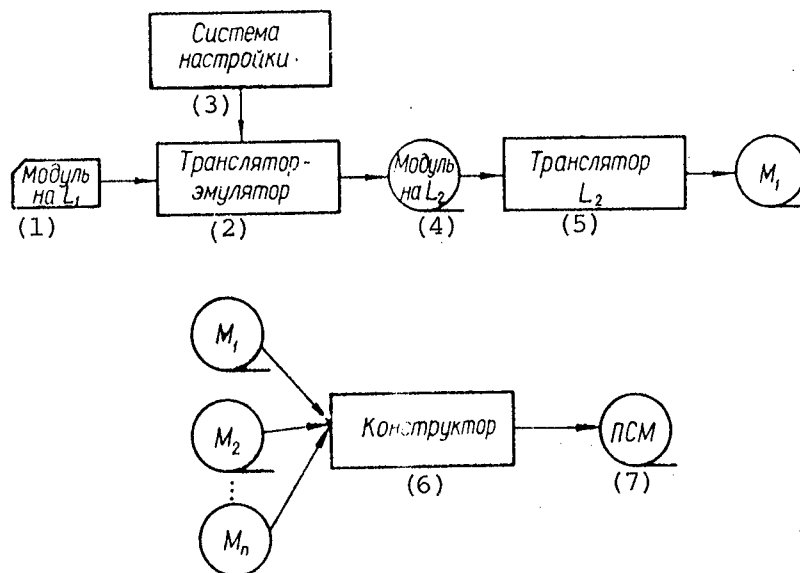 Система
настройки
(3)
Модуль
на L₁
(1)
Транслятор-
эмулятор
(2)
Модуль
на L₂
(4)
Транслятор
L₂
(5)
M₁
M₁
M₂
Mₙ
Конструктор
(6)
ПСМ
(7)